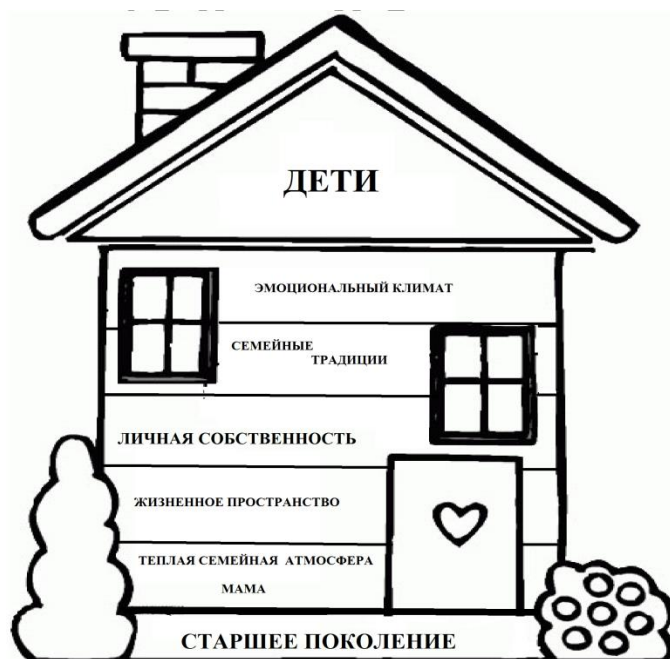 ДЕТИ
ЭМОЦИОНАЛЬНЫЙ КЛИМАТ
СЕМЕЙНЫЕ
ТРАДИЦИИ
ЛИЧНАЯ СОБСТВЕННОСТЬ
ЖИЗНЕННОЕ ПРОСТРАНСТВО
ТЕПЛАЯ СЕМЕЙНАЯ АТМОСФЕРА
МАМА
СТАРШЕЕ ПОКОЛЕНИЕ